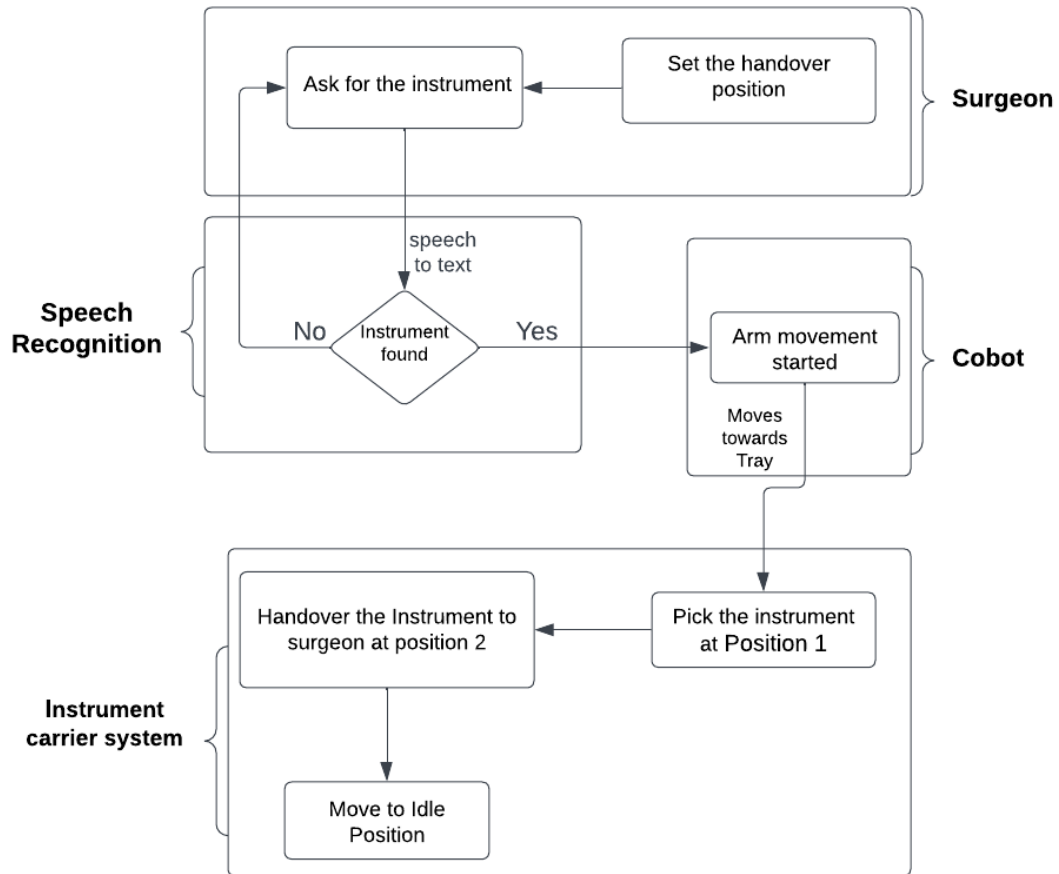 Ask for the instrument
Set the handover
position
Surgeon
speech
to text
Speech
Recognition
No
Instrument
found
Yes
Arm movement
started
Cobot
Moves
towards
Tray
Handover the Instrument to
surgeon at position 2
Pick the instrument
at Position 1
Instrument
carrier system
Move to Idle
Position